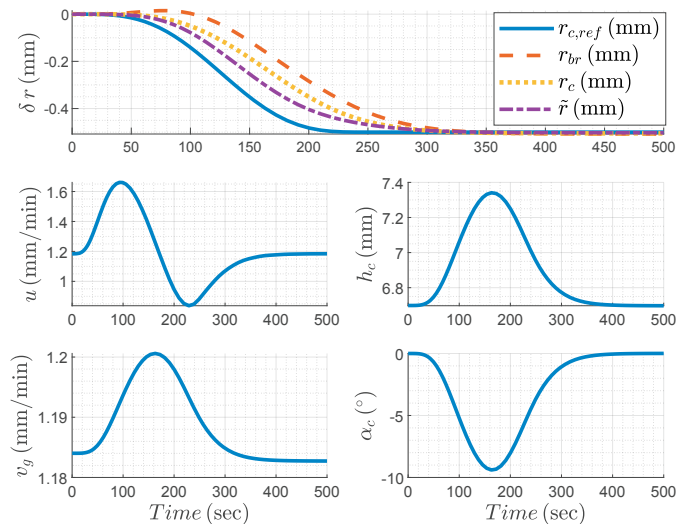 0
-0.2
-0.4
δ r (mm)
r_{c,ref} (mm)
r_{br} (mm)
r_c (mm)
r̃ (mm)
0 50 100 150 200 250 300 350 400 450 500
1.6
1.2
1
u (mm/min)
0 100 200 300 400 500
7.4
7.2
7
6.8
h_c (mm)
0 100 200 300 400 500
1.20
1.19
1.18
v_g (mm/min)
0 100 200 300 400 500
Time (sec)
0
-5
-10
α_c (°)
0 100 200 300 400 500
Time (sec)